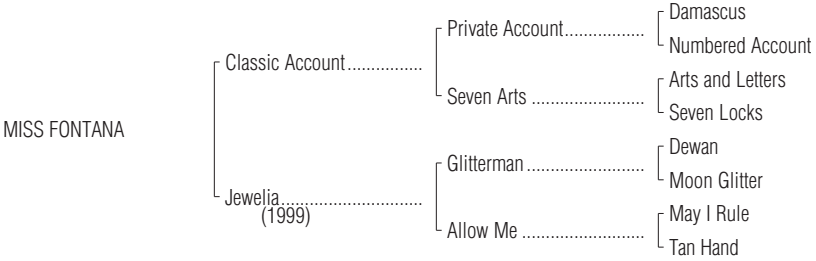 Damascus
Private Account.................
Numbered Account
Classic Account................
Arts and Letters
Seven Arts ........................
Seven Locks
MISS FONTANA
Dewan
Glitterman.........................
Moon Glitter
Jewelia..............................
(1999)
May I Rule
Allow Me ..........................
Tan Hand